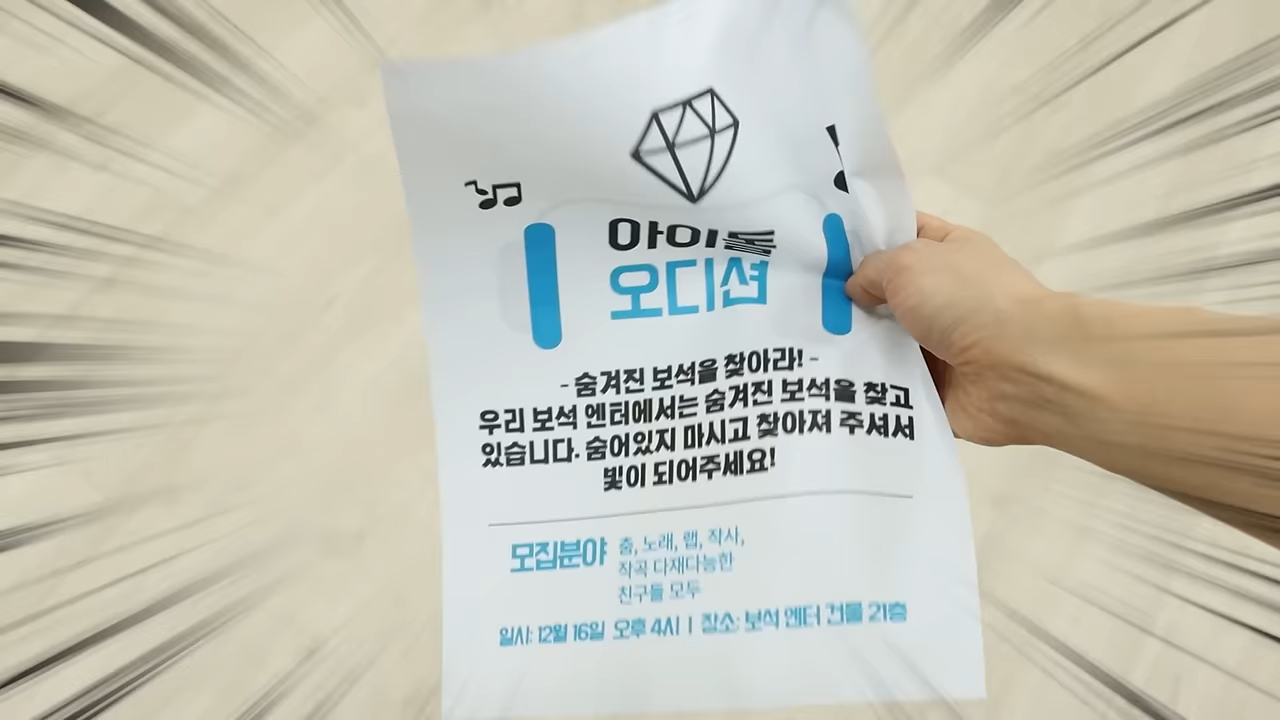 아이돌
오디션
- 숨겨진 보석을 찾아라! -
우리 보석 엔터에서는 숨겨진 보석을 찾고
있습니다. 숨어있지 마시고 찾아져 주셔서
빛이 되어주세요!
모집분야
춤, 노래, 랩, 작사,
작곡 다재다능한
친구들 모두
일시: 12월 16일 오후 4시 | 장소: 보석 엔터 건물 21층